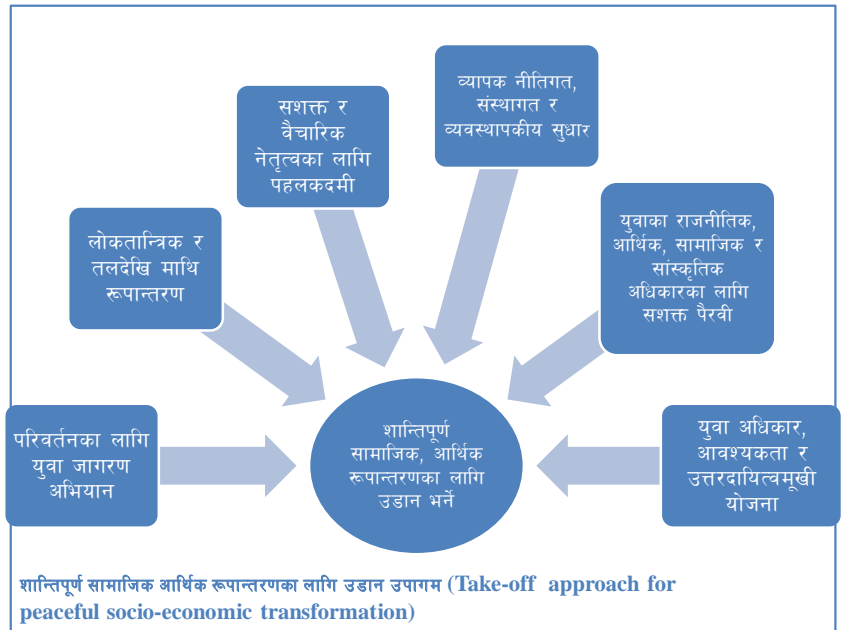 परिवर्तनका लागि
युवा जागरण
अभियान
लोकतान्त्रिक र
तलदेखि माथि
रूपान्तरण
सशक्त र
वैचारिक
नेतृत्वका लागि
पहलकदमी
व्यापक नीतिगत,
संस्थागत र
व्यवस्थापकीय सुधार
युवाका राजनीतिक,
आर्थिक, सामाजिक र
सांस्कृतिक
अधिकारका लागि
सशक्त पैरवी
युवा अधिकार,
आवश्यकता र
उत्तरदायित्वमूखी
योजना
शान्तिपूर्ण
सामाजिक, आर्थिक
रूपान्तरणका लागि
उडान भर्ने
शान्तिपूर्ण सामाजिक आर्थिक रूपान्तरणका लागि उडान उपागम (Take-off approach for
peaceful socio-economic transformation)